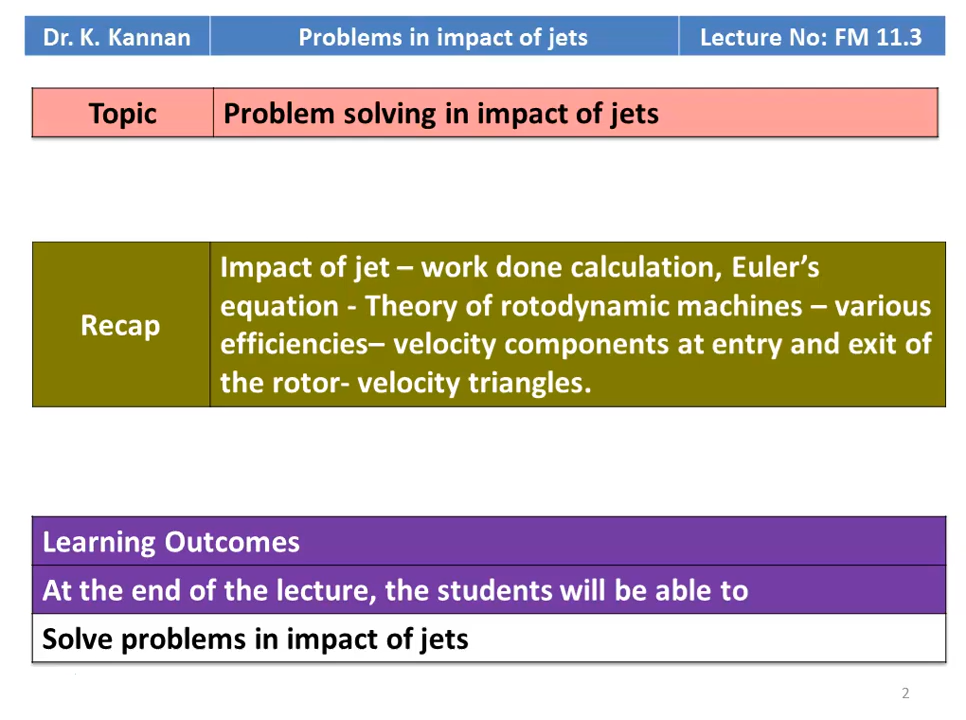 Dr. K. Kannan
Problems in impact of jets
Lecture No: FM 11.3
Topic
Problem solving in impact of jets
Recap
Impact of jet – work done calculation, Euler’s
equation - Theory of rotodynamic machines – various
efficiencies– velocity components at entry and exit of
the rotor- velocity triangles.
Learning Outcomes
At the end of the lecture, the students will be able to
Solve problems in impact of jets
2